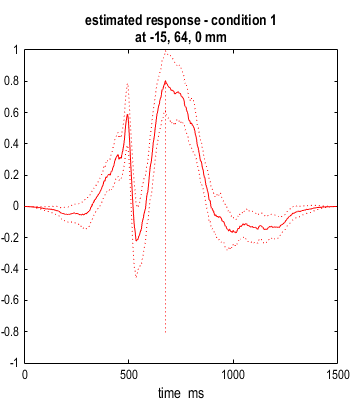 estimated response - condition 1
at -15, 64, 0 mm
1
0.8
0.6
0.4
0.2
0
-0.2
-0.4
-0.6
-0.8
-1
0 500 1000 1500
time ms